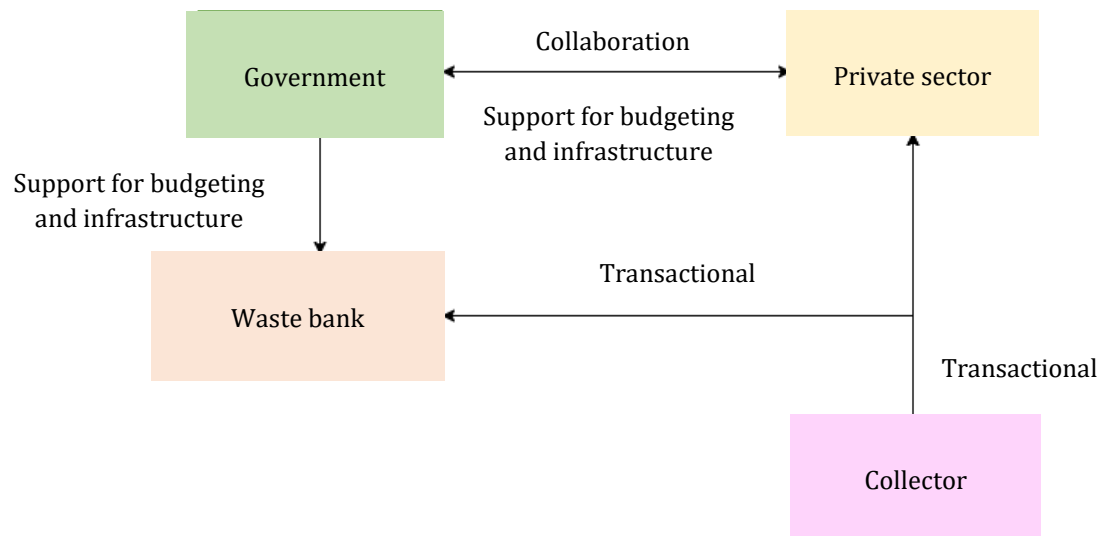 Collaboration
Government
Private sector
Support for budgeting
and infrastructure
Support for budgeting
and infrastructure
Transactional
Waste bank
Transactional
Collector